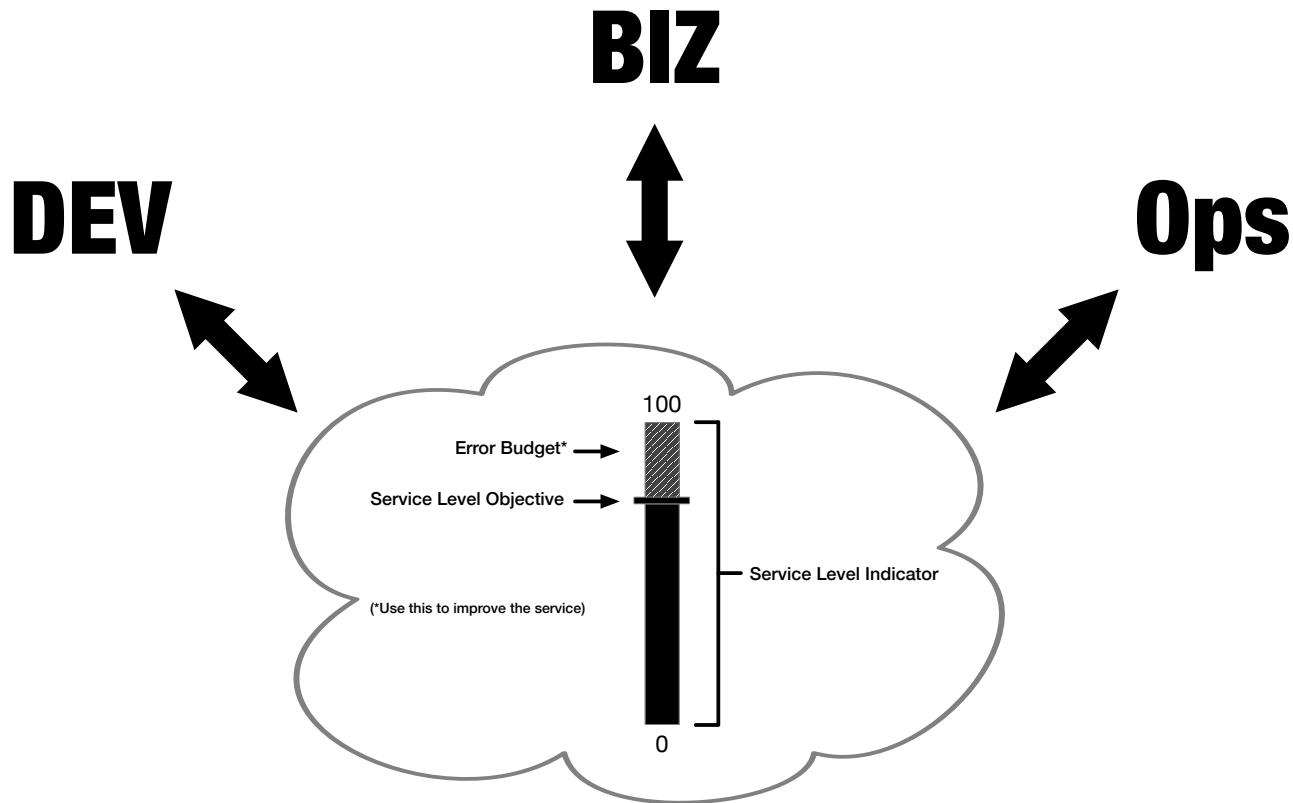 BIZ
DEV
Ops
100
Error Budget*
Service Level Objective
Service Level Indicator
(*Use this to improve the service)
0